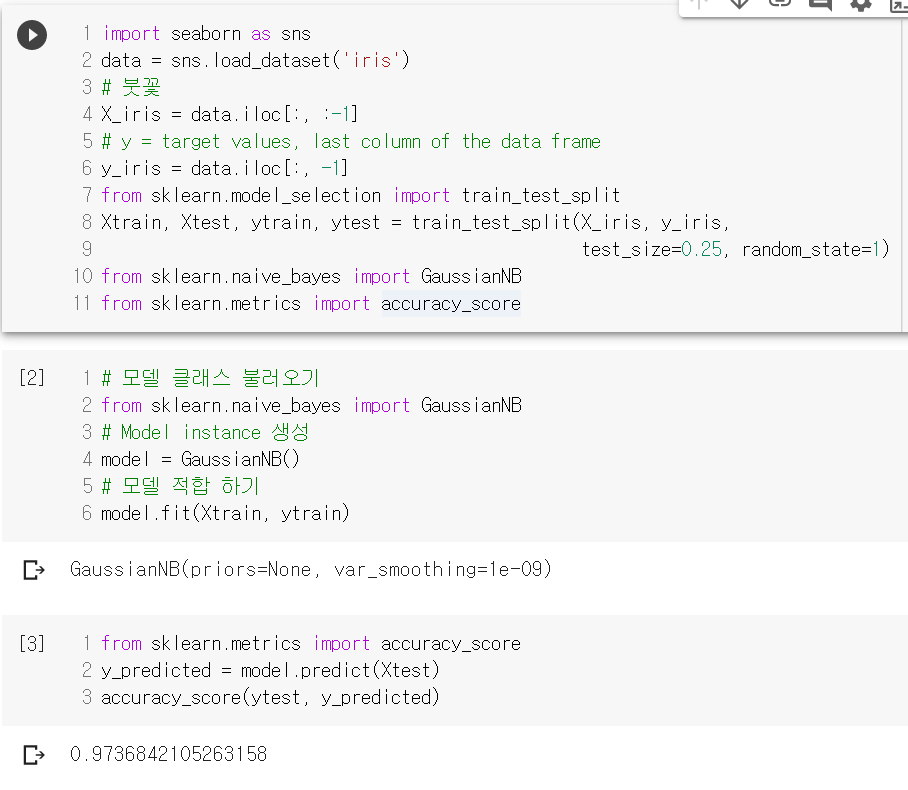 1 import seaborn as sns
2 data = sns.load_dataset('iris')
3 # 붓꽃
4 X_iris = data.iloc[:, :-1]
5 # y = target values, last column of the data frame
6 y_iris = data.iloc[:, -1]
7 from sklearn.model_selection import train_test_split
8 Xtrain, Xtest, ytrain, ytest = train_test_split(X_iris, y_iris,
9 test_size=0.25, random_state=1)
10 from sklearn.naive_bayes import GaussianNB
11 from sklearn.metrics import accuracy_score
[2] 1 # 모델 클래스 불러오기
2 from sklearn.naive_bayes import GaussianNB
3 # Model instance 생성
4 model = GaussianNB()
5 # 모델 적합 하기
6 model.fit(Xtrain, ytrain)
GaussianNB(priors=None, var_smoothing=1e-09)
[3] 1 from sklearn.metrics import accuracy_score
2 y_predicted = model.predict(Xtest)
3 accuracy_score(ytest, y_predicted)
0.9736842105263158